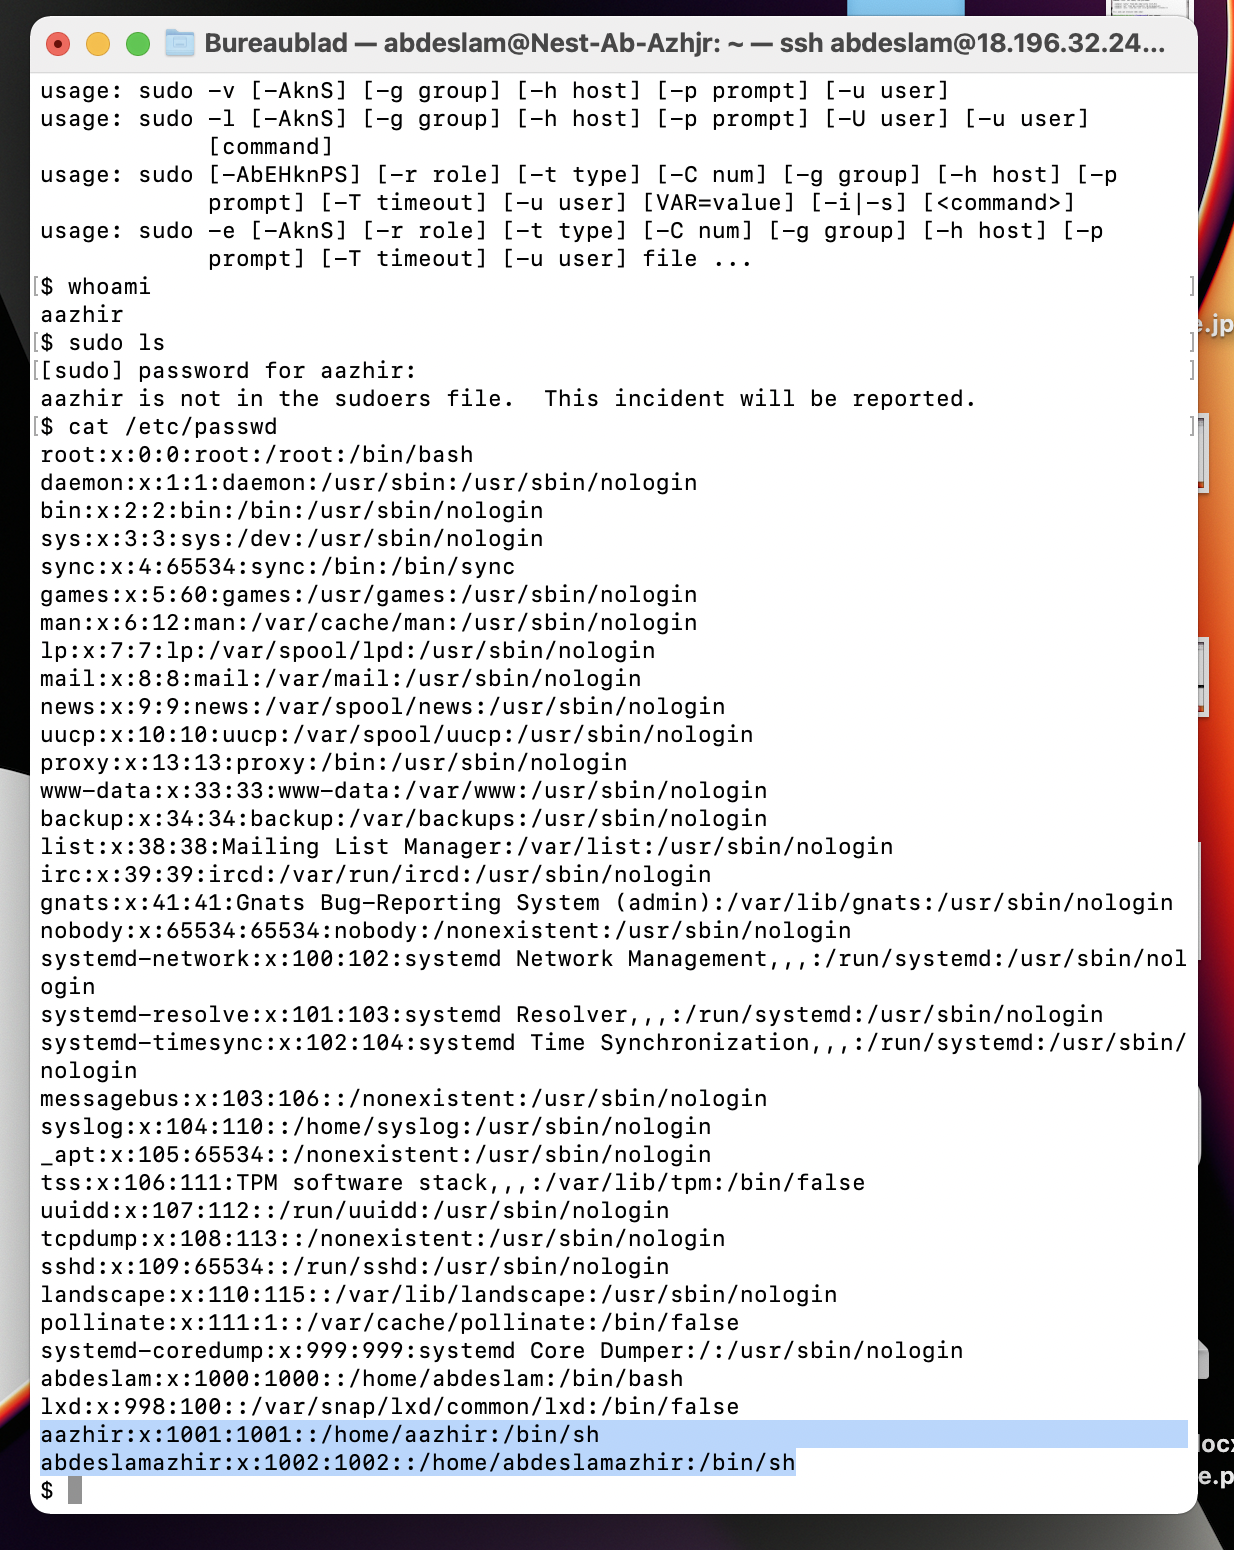 Bureaublad — abdeslam@Nest-Ab-Azhjr: ~ — ssh abdeslam@18.196.32.24...
usage: sudo -v [-AknS] [-g group] [-h host] [-p prompt] [-u user]
usage: sudo -l [-AknS] [-g group] [-h host] [-p prompt] [-U user] [-u user]
            [command]
usage: sudo [-AbEHknPS] [-r role] [-t type] [-C num] [-g group] [-h host] [-p
            prompt] [-T timeout] [-u user] [VAR=value] [-i|-s] [<command>]
usage: sudo -e [-AknS] [-r role] [-t type] [-C num] [-g group] [-h host] [-p
            prompt] [-T timeout] [-u user] file ...
[$ whoami ]
aazhir
[$ sudo ls ]
[[sudo] password for aazhir: ]
aazhir is not in the sudoers file.  This incident will be reported.
[$ cat /etc/passwd ]
root:x:0:0:root:/root:/bin/bash
daemon:x:1:1:daemon:/usr/sbin:/usr/sbin/nologin
bin:x:2:2:bin:/bin:/usr/sbin/nologin
sys:x:3:3:sys:/dev:/usr/sbin/nologin
sync:x:4:65534:sync:/bin:/bin/sync
games:x:5:60:games:/usr/games:/usr/sbin/nologin
man:x:6:12:man:/var/cache/man:/usr/sbin/nologin
lp:x:7:7:lp:/var/spool/lpd:/usr/sbin/nologin
mail:x:8:8:mail:/var/mail:/usr/sbin/nologin
news:x:9:9:news:/var/spool/news:/usr/sbin/nologin
uucp:x:10:10:uucp:/var/spool/uucp:/usr/sbin/nologin
proxy:x:13:13:proxy:/bin:/usr/sbin/nologin
www-data:x:33:33:www-data:/var/www:/usr/sbin/nologin
backup:x:34:34:backup:/var/backups:/usr/sbin/nologin
list:x:38:38:Mailing List Manager:/var/list:/usr/sbin/nologin
irc:x:39:39:ircd:/var/run/ircd:/usr/sbin/nologin
gnats:x:41:41:Gnats Bug-Reporting System (admin):/var/lib/gnats:/usr/sbin/nologin
nobody:x:65534:65534:nobody:/nonexistent:/usr/sbin/nologin
systemd-network:x:100:102:systemd Network Management,,,:/run/systemd:/usr/sbin/nol
ogin
systemd-resolve:x:101:103:systemd Resolver,,,:/run/systemd:/usr/sbin/nologin
systemd-timesync:x:102:104:systemd Time Synchronization,,,:/run/systemd:/usr/sbin/
nologin
messagebus:x:103:106::/nonexistent:/usr/sbin/nologin
syslog:x:104:110::/home/syslog:/usr/sbin/nologin
_apt:x:105:65534::/nonexistent:/usr/sbin/nologin
tss:x:106:111:TPM software stack,,,:/var/lib/tpm:/bin/false
uuidd:x:107:112::/run/uuidd:/usr/sbin/nologin
tcpdump:x:108:113::/nonexistent:/usr/sbin/nologin
sshd:x:109:65534::/run/sshd:/usr/sbin/nologin
landscape:x:110:115::/var/lib/landscape:/usr/sbin/nologin
pollinate:x:111:1::/var/cache/pollinate:/bin/false
systemd-coredump:x:999:999:systemd Core Dumper:/:/usr/sbin/nologin
abdeslam:x:1000:1000::/home/abdeslam:/bin/bash
lxd:x:998:100::/var/snap/lxd/common/lxd:/bin/false
aazhir:x:1001:1001::/home/aazhir:/bin/sh
abdeslamazhir:x:1002:1002::/home/abdeslamazhir:/bin/sh
$